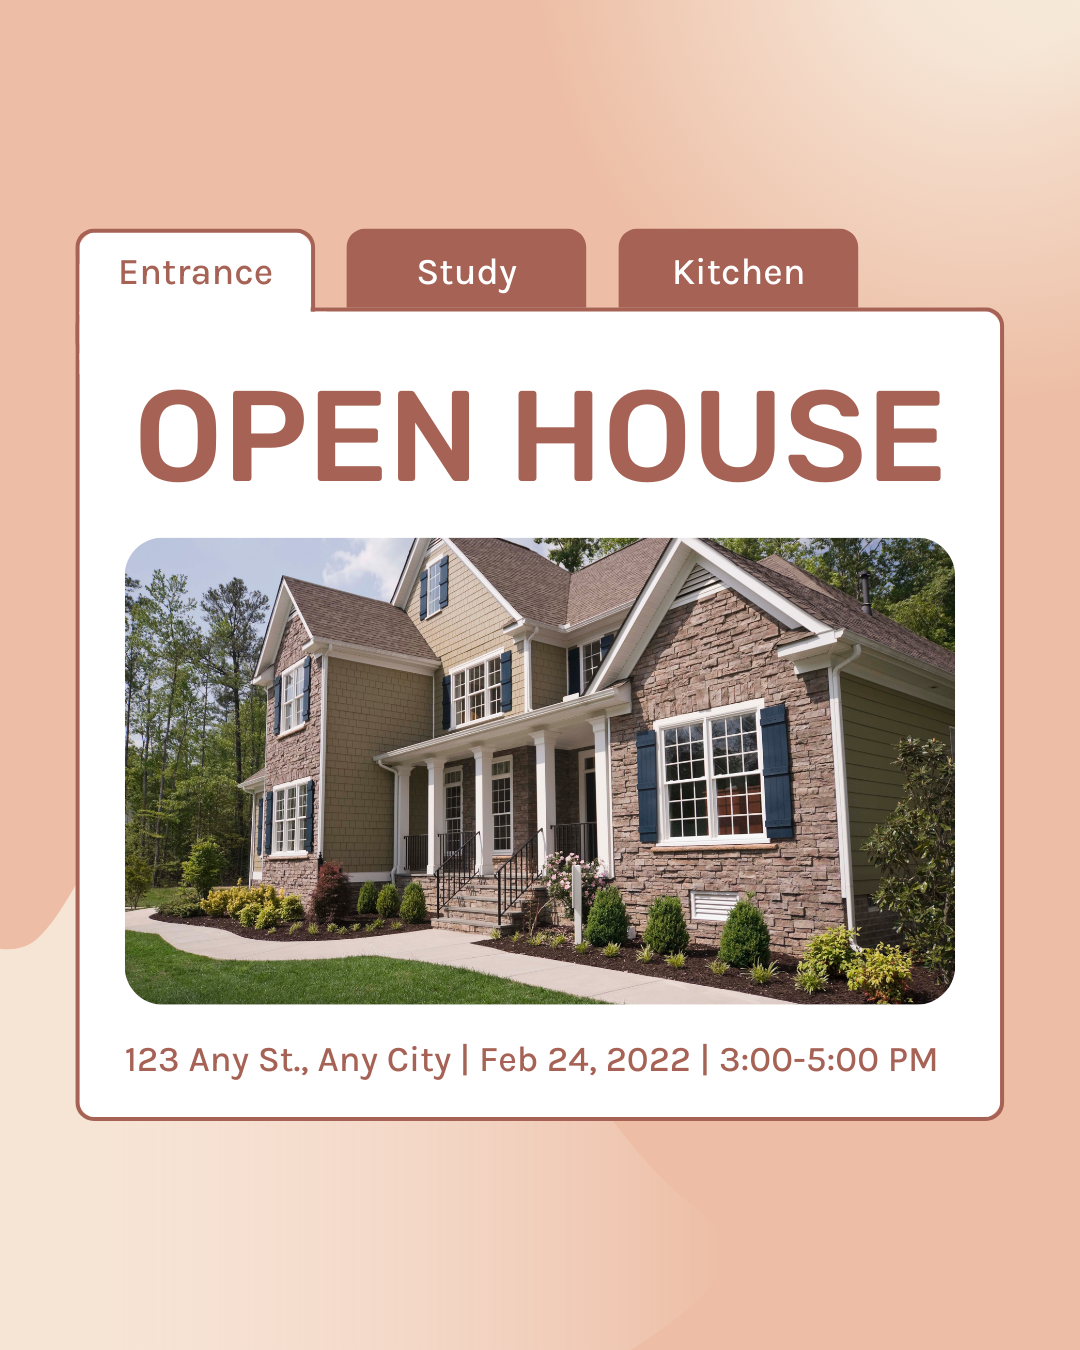 Entrance Study Kitchen
OPEN HOUSE
123 Any St., Any City | Feb 24, 2022 | 3:00-5:00 PM